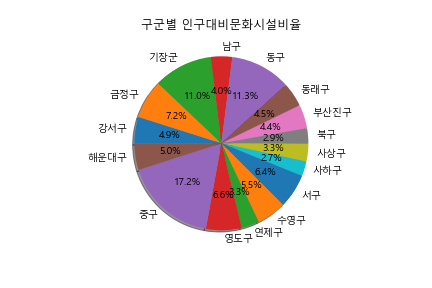 구군별 인구대비문화시설비율
남구
4.0%
동구
11.3%
동래구
4.5%
부산진구
4.4%
북구
2.9%
사상구
3.3%
사하구
2.7%
서구
6.4%
수영구
5.5%
연제구
3.3%
영도구
6.6%
중구
17.2%
해운대구
5.0%
강서구
4.9%
금정구
7.2%
기장군
11.0%